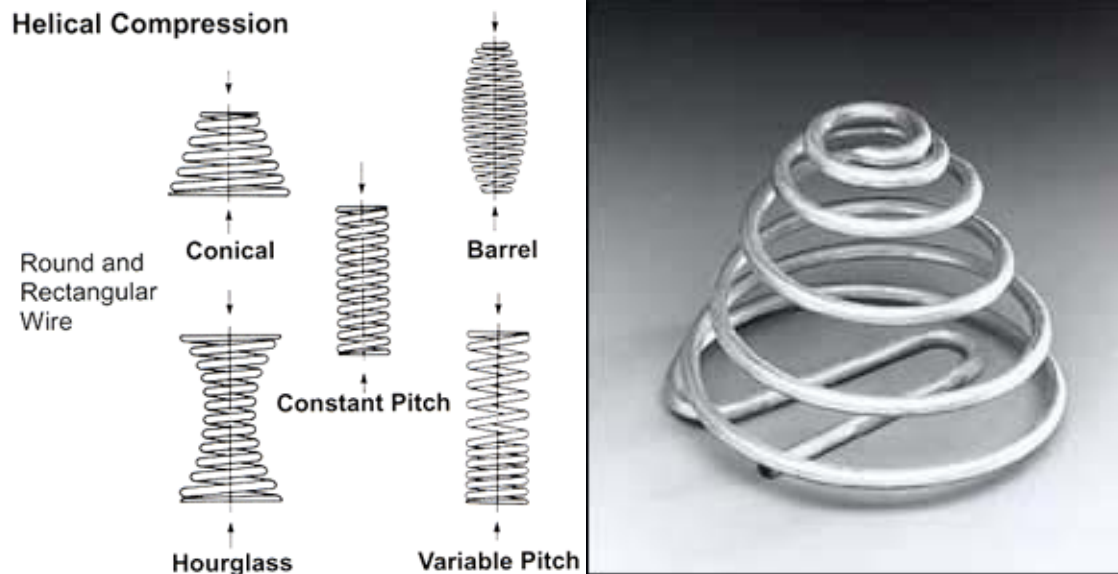 Helical Compression
Conical
Barrel
Round and
Rectangular
Wire
Constant Pitch
Hourglass
Variable Pitch